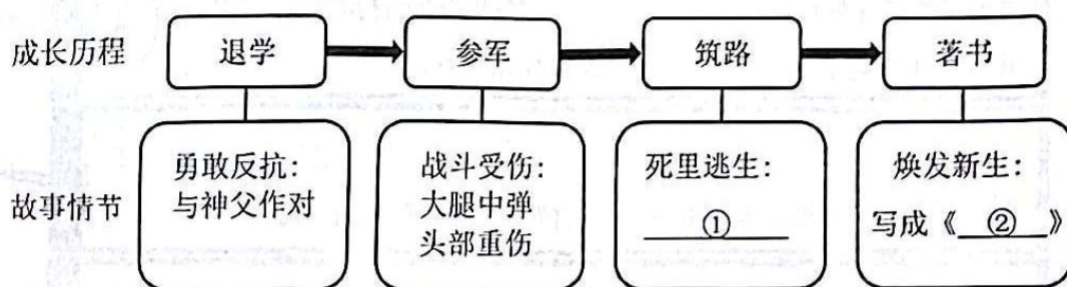 成长历程 退学 参军 筑路 著书
故事情节
勇敢反抗：
与神父作对
战斗受伤：
大腿中弹
头部重伤
死里逃生：
①
焕发新生：
写成《 ② 》